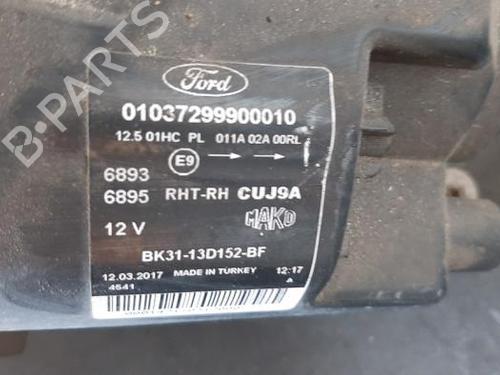 Ford
01037299900010
12.5 01HC PL 011A 02A 00RL
E9
6893
6895 RHT-RH CUJ9A
MAKO
12 V
BK31-13D152-BF
12.03.2017 MADE IN TURKEY 12:17
4541 A